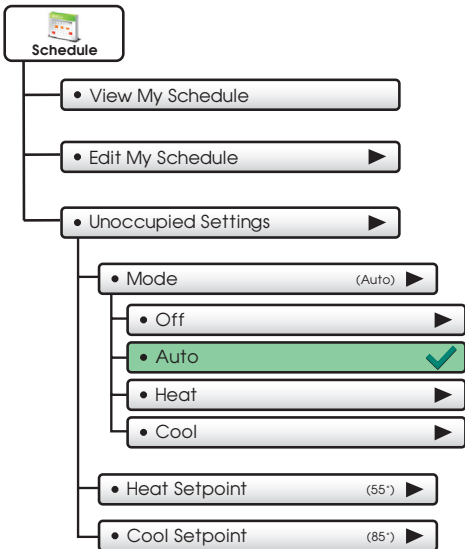 Schedule
• View My Schedule
• Edit My Schedule
• Unoccupied Settings
• Mode (Auto)
• Off
• Auto
• Heat
• Cool
• Heat Setpoint (55°)
• Cool Setpoint (85°)